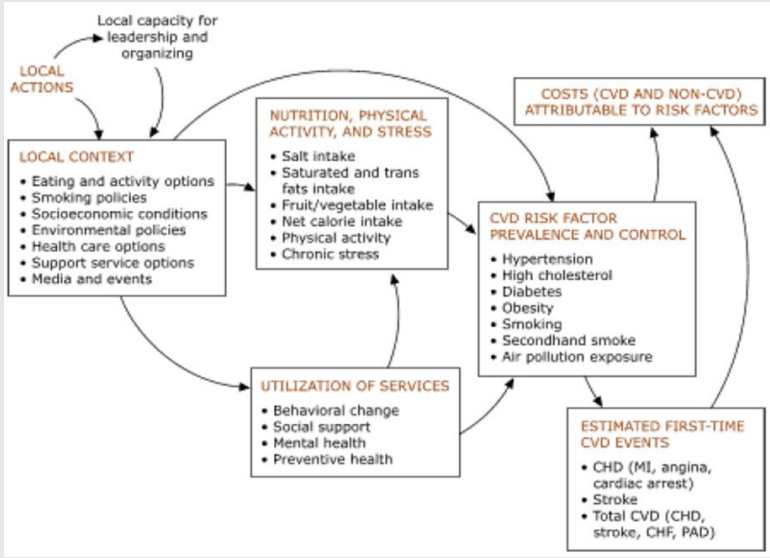 Local capacity for
leadership and
organizing
LOCAL
ACTIONS
LOCAL CONTEXT
• Eating and activity options
• Smoking policies
• Socioeconomic conditions
• Environmental policies
• Health care options
• Support service options
• Media and events
NUTRITION, PHYSICAL
ACTIVITY, AND STRESS
• Salt intake
• Saturated and trans
fats intake
• Fruit/vegetable intake
• Net calorie intake
• Physical activity
• Chronic stress
UTILIZATION OF SERVICES
• Behavioral change
• Social support
• Mental health
• Preventive health
COSTS (CVD AND NON-CVD)
ATTRIBUTABLE TO RISK FACTORS
CVD RISK FACTOR
PREVALENCE AND CONTROL
• Hypertension
• High cholesterol
• Diabetes
• Obesity
• Smoking
• Secondhand smoke
• Air pollution exposure
ESTIMATED FIRST-TIME
CVD EVENTS
• CHD (MI, angina,
cardiac arrest)
• Stroke
• Total CVD (CHD,
stroke, CHF, PAD)